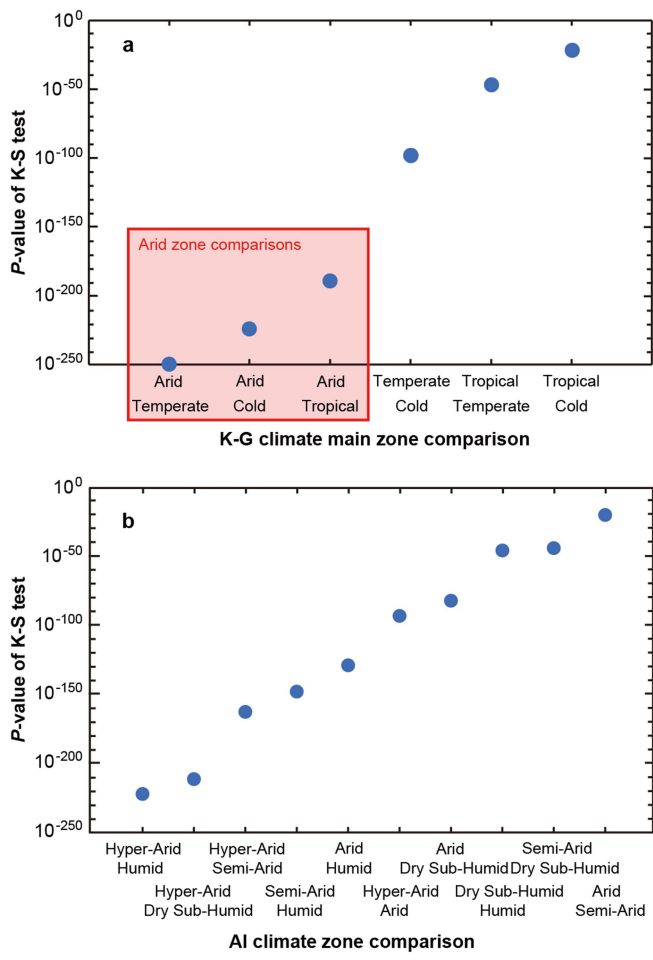 a
10^0
10^-50
10^-100
10^-150
10^-200
10^-250
P-value of K-S test
Arid zone comparisons
Arid Temperate
Arid Cold
Arid Tropical
Temperate Cold
Tropical Temperate
Tropical Cold
K-G climate main zone comparison
b
10^0
10^-50
10^-100
10^-150
10^-200
10^-250
P-value of K-S test
Hyper-Arid Humid
Hyper-Arid Dry Sub-Humid
Hyper-Arid Semi-Arid
Semi-Arid Humid
Arid Humid
Hyper-Arid Arid
Arid Dry Sub-Humid
Dry Sub-Humid Humid
Semi-Arid Dry Sub-Humid
Arid Semi-Arid
AI climate zone comparison